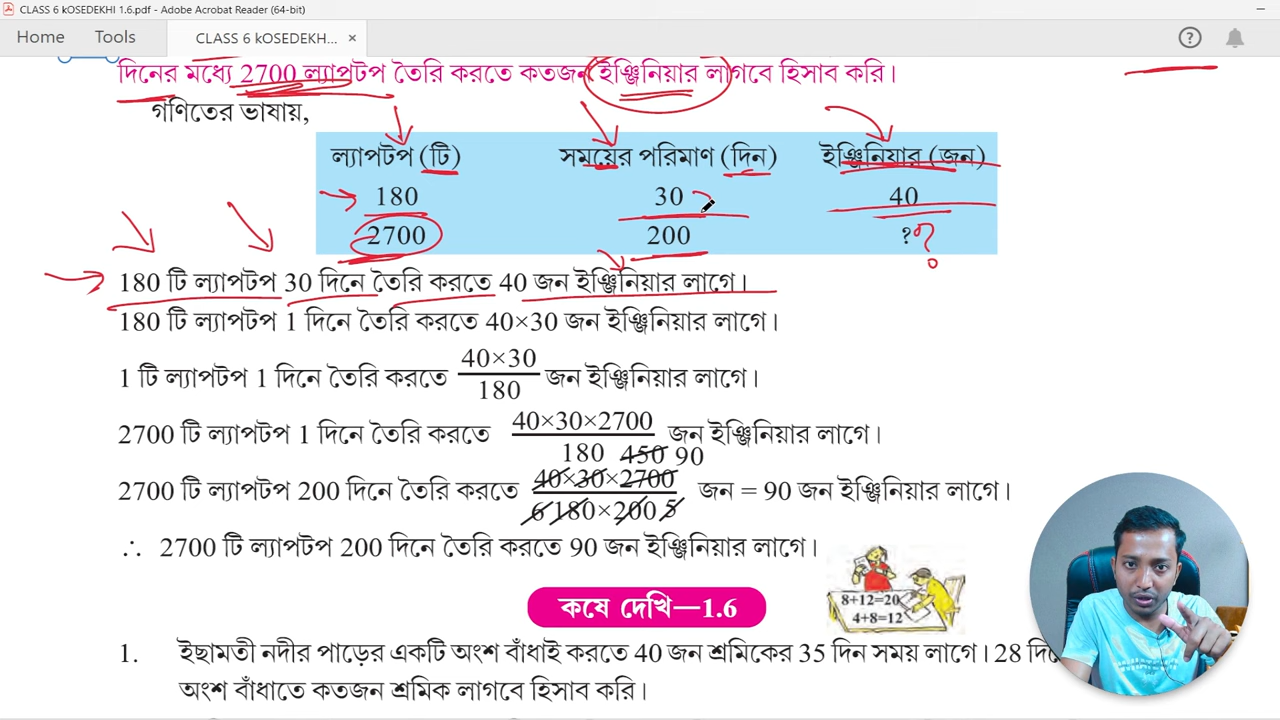 CLASS 6 kOSEDEKHI 1.6.pdf - Adobe Acrobat Reader (64-bit)
Home Tools CLASS 6 kOSEDEKH... ×
দিনের মধ্যে 2700 ল্যাপটপ তৈরি করতে কতজন ইঞ্জিনিয়ার লাগবে হিসাব করি।
গণিতের ভাষায়,
ল্যাপটপ (টি) সময়ের পরিমাণ (দিন) ইঞ্জিনিয়ার (জন)
180 30 40
2700 200 ? ?
180 টি ল্যাপটপ 30 দিনে তৈরি করতে 40 জন ইঞ্জিনিয়ার লাগে।
180 টি ল্যাপটপ 1 দিনে তৈরি করতে 40×30 জন ইঞ্জিনিয়ার লাগে।
1 টি ল্যাপটপ 1 দিনে তৈরি করতে 40×30/180 জন ইঞ্জিনিয়ার লাগে।
2700 টি ল্যাপটপ 1 দিনে তৈরি করতে 40×30×2700/180 জন ইঞ্জিনিয়ার লাগে।
450 90
2700 টি ল্যাপটপ 200 দিনে তৈরি করতে 40×30×2700/6 180×200 5 জন = 90 জন ইঞ্জিনিয়ার লাগে।
∴ 2700 টি ল্যাপটপ 200 দিনে তৈরি করতে 90 জন ইঞ্জিনিয়ার লাগে।
8+12=20
4+8=12
কষে দেখি—1.6
1. ইছামতী নদীর পাড়ের একটি অংশ বাঁধাই করতে 40 জন শ্রমিকের 35 দিন সময় লাগে। 28
অংশ বাঁধাতে কতজন শ্রমিক লাগবে হিসাব করি।